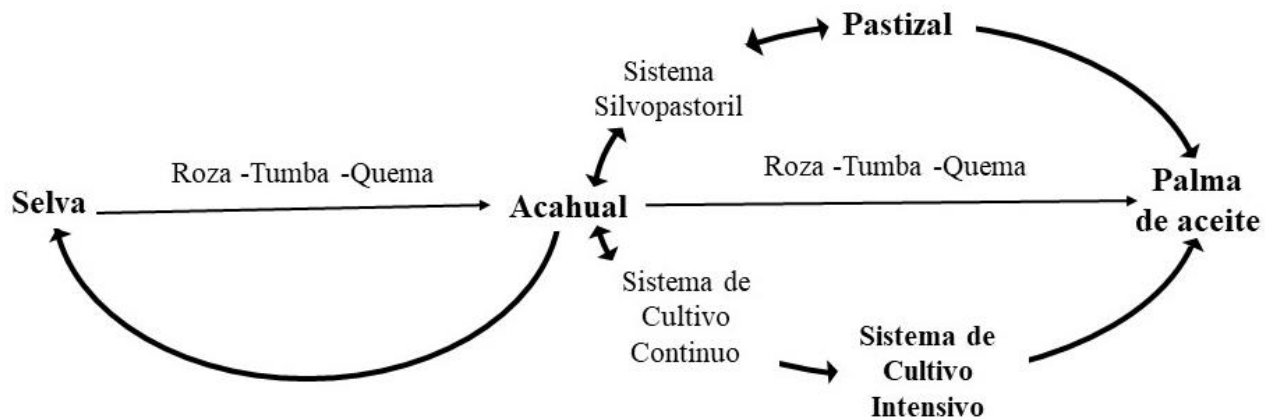 Pastizal
Sistema
Silvopastoril
Roza -Tumba -Quema
Roza -Tumba -Quema
Selva
Acahual
Palma
de aceite
Sistema de
Cultivo
Continuo
Sistema de
Cultivo
Intensivo